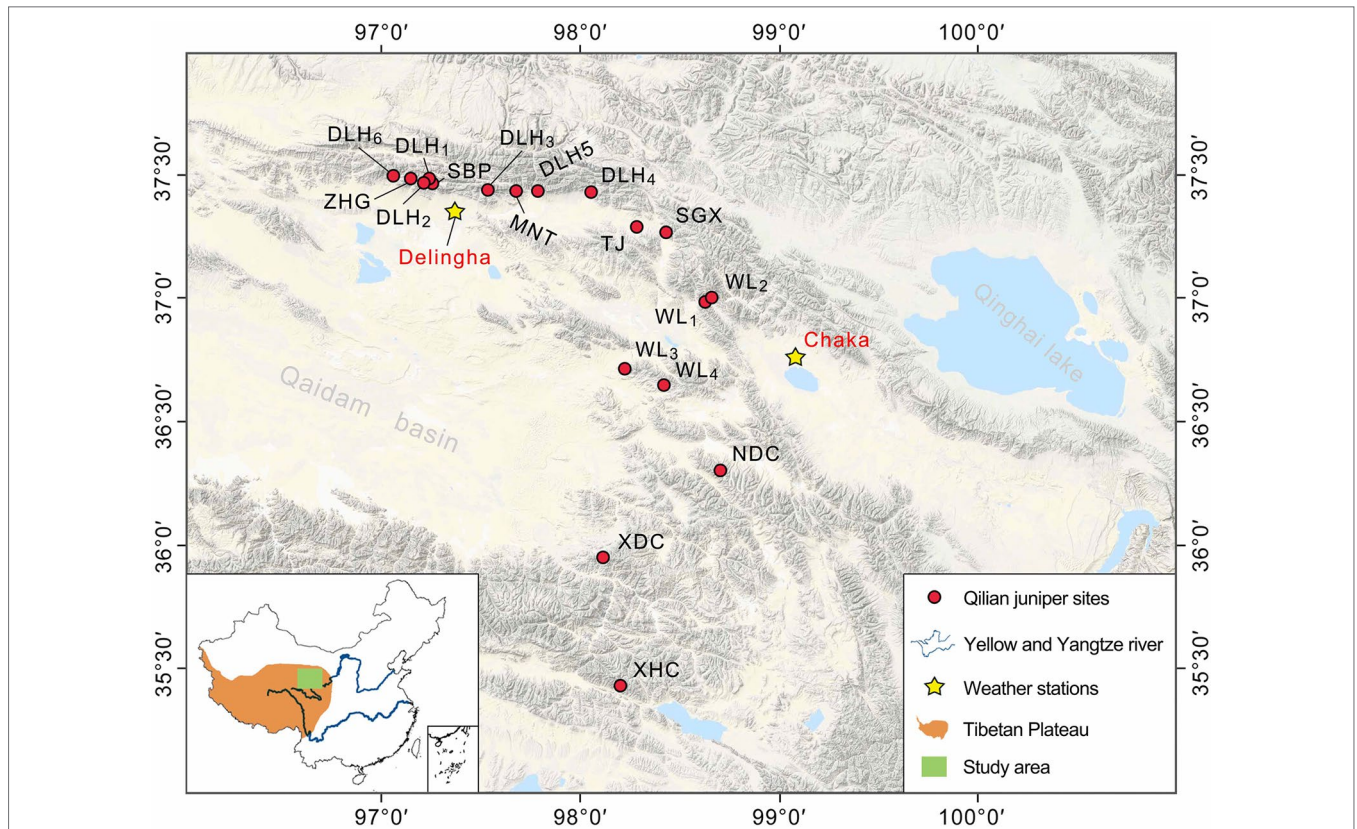 97°0′ 98°0′ 99°0′ 100°0′
DLH₆
DLH₁
DLH₃
DLH5
SBP
DLH₄
ZHG
DLH₂
MNT
SGX
TJ
Delingha
WL₂
WL₁
Qinghai lake
Chaka
WL₃
WL₄
Qaidam basin
NDC
XDC
XHC
37°30′
37°0′
36°30′
36°0′
35°30′
37°30′
37°0′
36°30′
36°0′
35°30′
Qilian juniper sites
Yellow and Yangtze river
Weather stations
Tibetan Plateau
Study area
97°0′ 98°0′ 99°0′ 100°0′